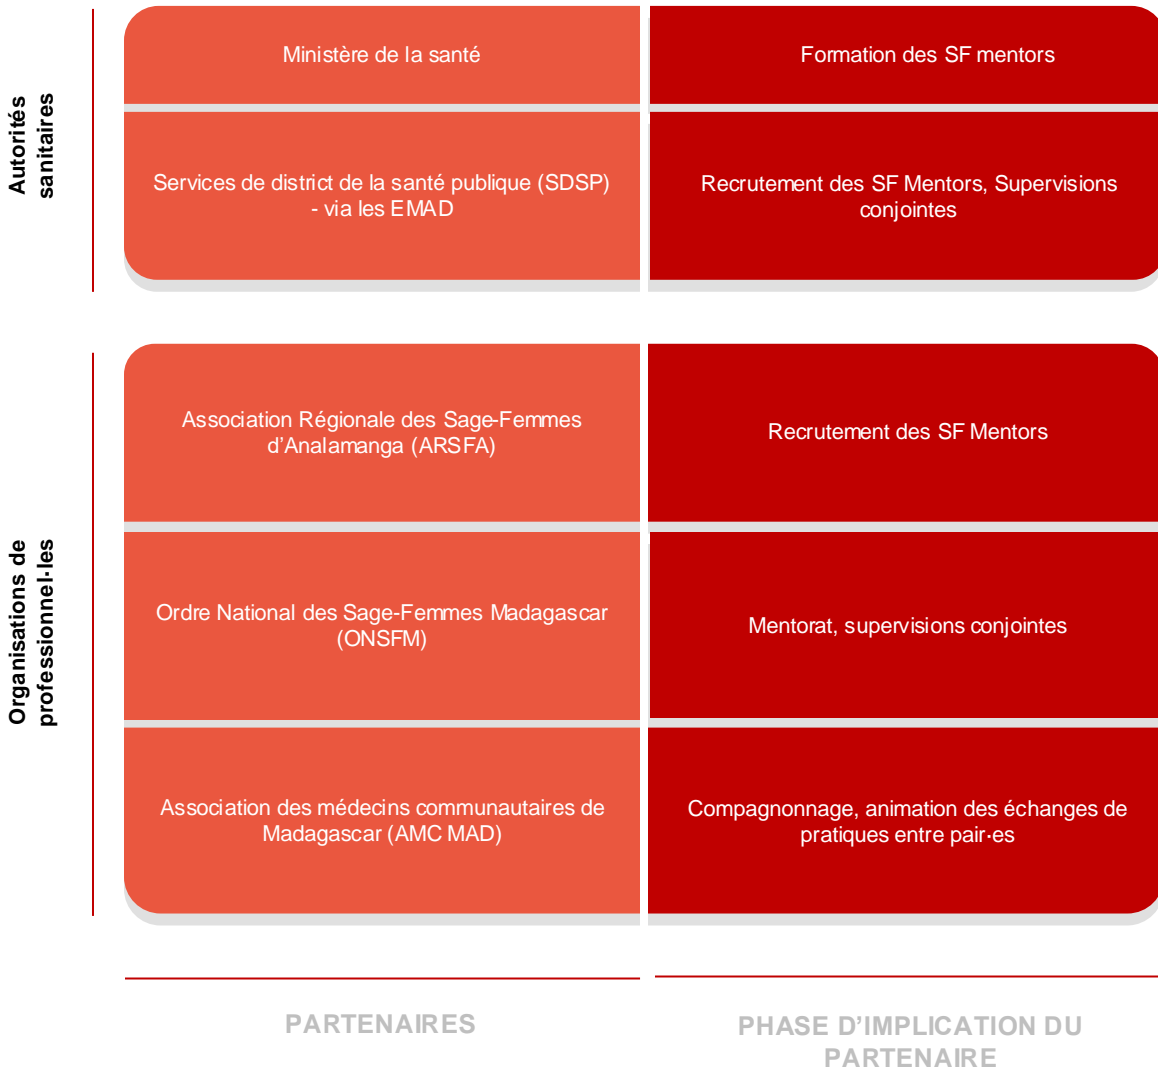 Autorités
sanitaires
Ministère de la santé
Formation des SF mentors
Services de district de la santé publique (SDSP)
- via les EMAD
Recrutement des SF Mentors, Supervisions
conjointes
Organisations de
professionnel·les
Association Régionale des Sage-Femmes
d’Analamanga (ARSFA)
Recrutement des SF Mentors
Ordre National des Sage-Femmes Madagascar
(ONSFM)
Mentorat, supervisions conjointes
Association des médecins communautaires de
Madagascar (AMC MAD)
Compagnonnage, animation des échanges de
pratiques entre pair·es
PARTENAIRES
PHASE D’IMPLICATION DU
PARTENAIRE